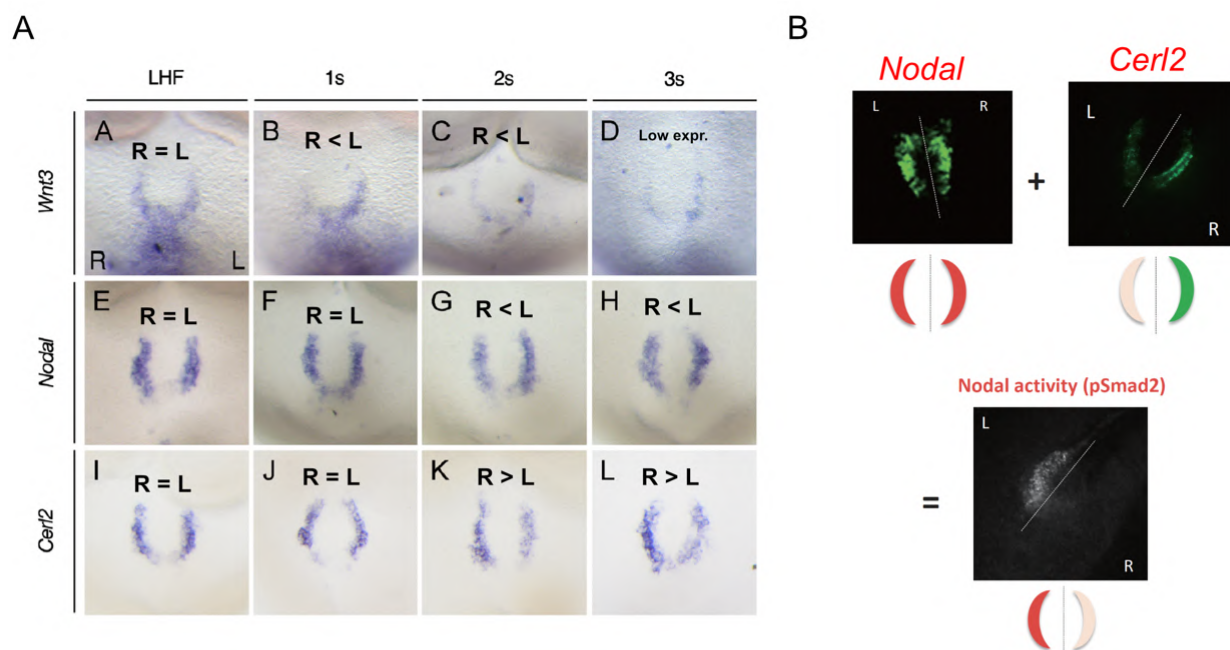 A
B
LHF 1s 2s 3s
Wnt3
A R = L
B R < L
C R < L
D Low expr.
R L
Nodal
E R = L
F R = L
G R < L
H R < L
Cerl2
I R = L
J R = L
K R > L
L R > L
Nodal
Cerl2
L R
+
L
R
Nodal activity (pSmad2)
=
L
R